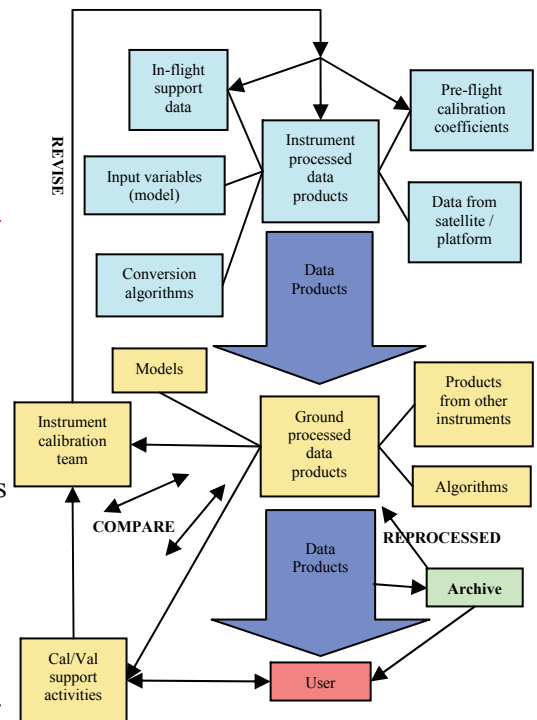 In-flight
support
data
Pre-flight
calibration
coefficients
REVISE
Instrument
processed
data
products
Input variables
(model)
Data from
satellite /
platform
Conversion
algorithms
Data
Products
Models
Products
from other
instruments
Instrument
calibration
team
Ground
processed
data
products
Algorithms
s
COMPARE
REPROCESSED
Data
Products
Archive
Cal/Val
support
activities
User